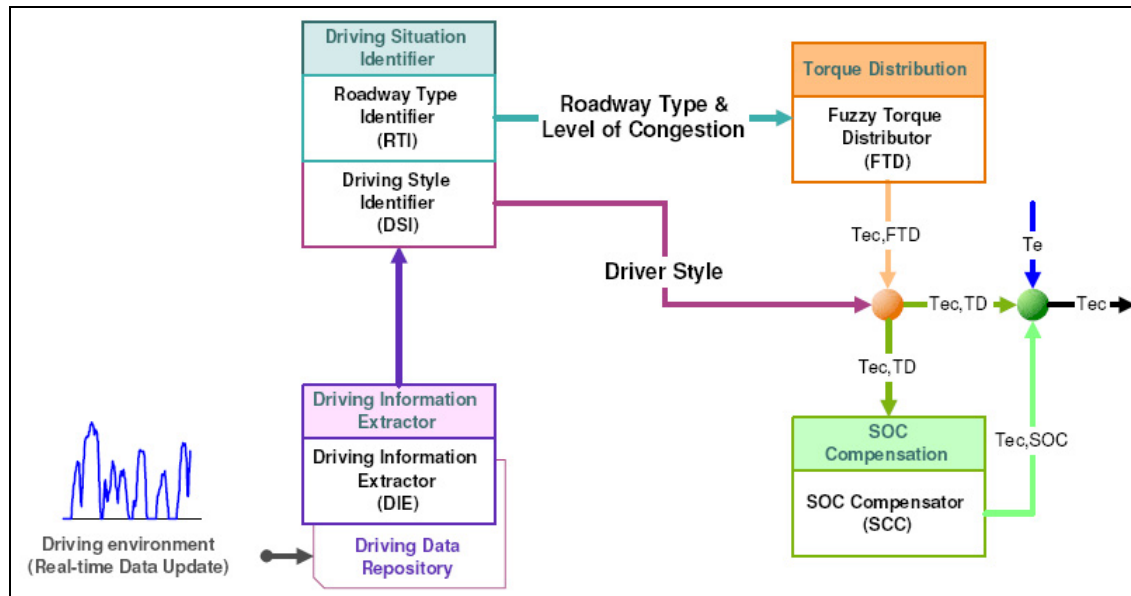 Driving Situation
Identifier
Roadway Type
Identifier
(RTI)
Driving Style
Identifier
(DSI)
Roadway Type &
Level of Congestion
Torque Distribution
Fuzzy Torque
Distributor
(FTD)
Tec,FTD
Te
Driver Style
Tec,TD
Tec
Tec,TD
Driving Information
Extractor
Driving Information
Extractor
(DIE)
Driving Data
Repository
Driving environment
(Real-time Data Update)
SOC
Compensation
SOC Compensator
(SCC)
Tec,SOC